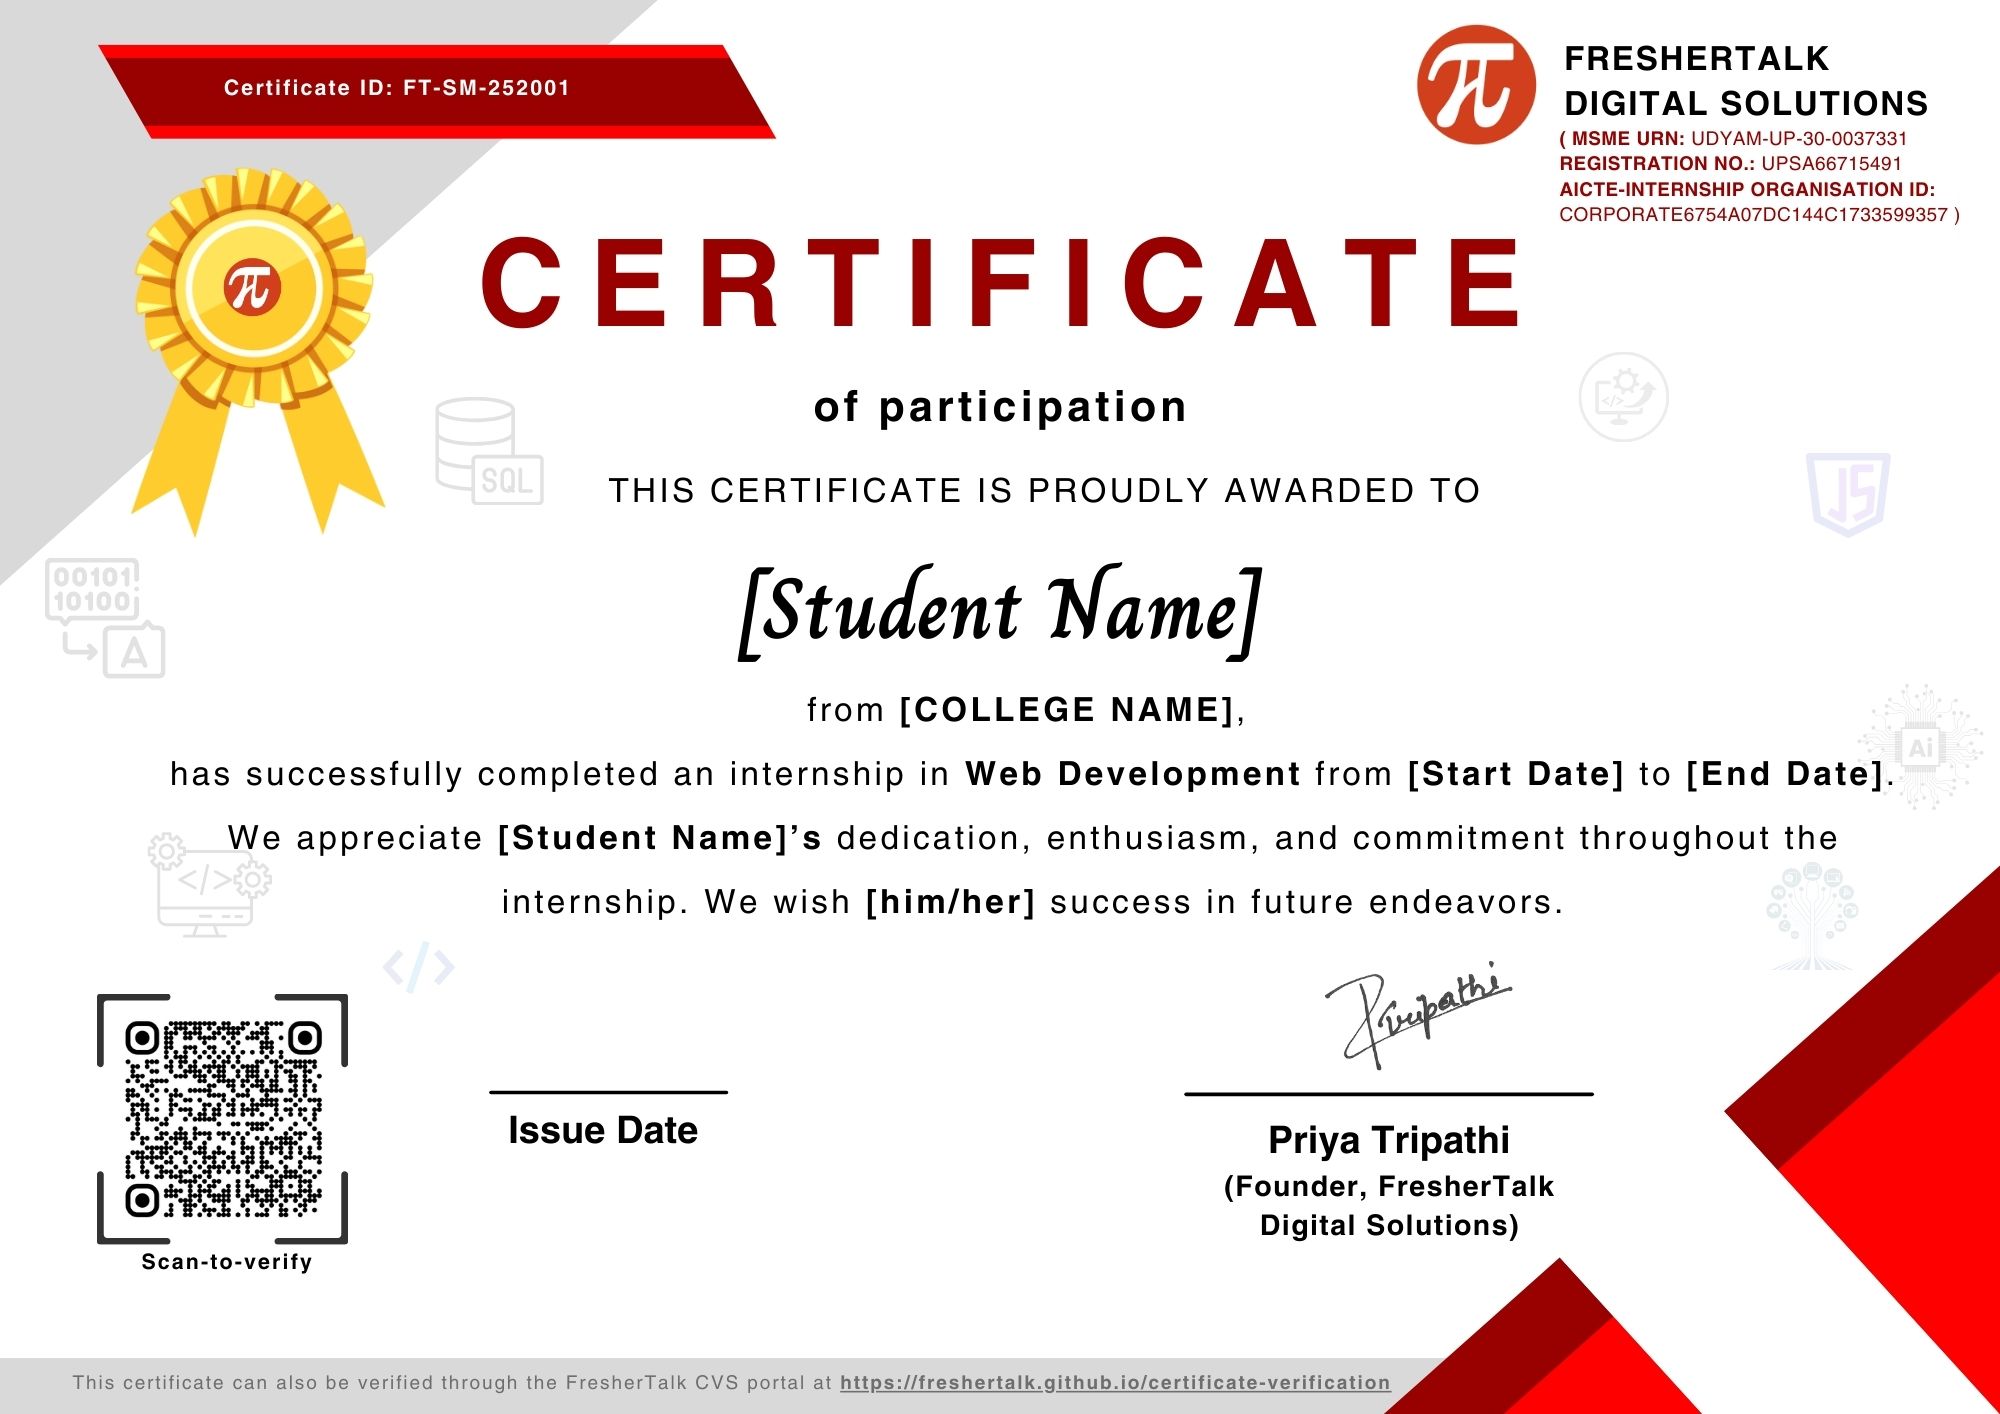 Certificate ID: FT-SM-252001
FRESHERTALK
DIGITAL SOLUTIONS
( MSME URN: UDYAM-UP-30-0037331
REGISTRATION NO.: UPSA66715491
AICTE-INTERNSHIP ORGANISATION ID:
CORPORATE6754A07DC144C1733599357 )
CERTIFICATE
of participation
SQL
THIS CERTIFICATE IS PROUDLY AWARDED TO
JS
00101
10100
A
[Student Name]
from [COLLEGE NAME],
Ai
has successfully completed an internship in Web Development from [Start Date] to [End Date].
We appreciate [Student Name]’s dedication, enthusiasm, and commitment throughout the
</>
internship. We wish [him/her] success in future endeavors.
</>
PTripathi
Issue Date
Priya Tripathi
(Founder, FresherTalk
Digital Solutions)
Scan-to-verify
This certificate can also be verified through the FresherTalk CVS portal at https://freshertalk.github.io/certificate-verification